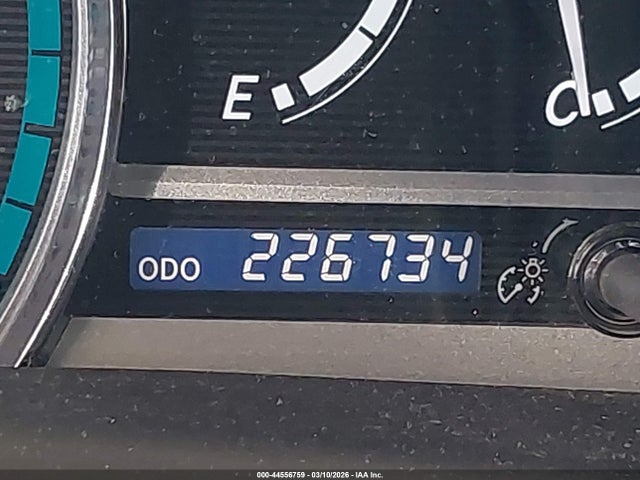 E
C
ODO 226734
000-44556759 - 03/10/2026 - IAA Inc.